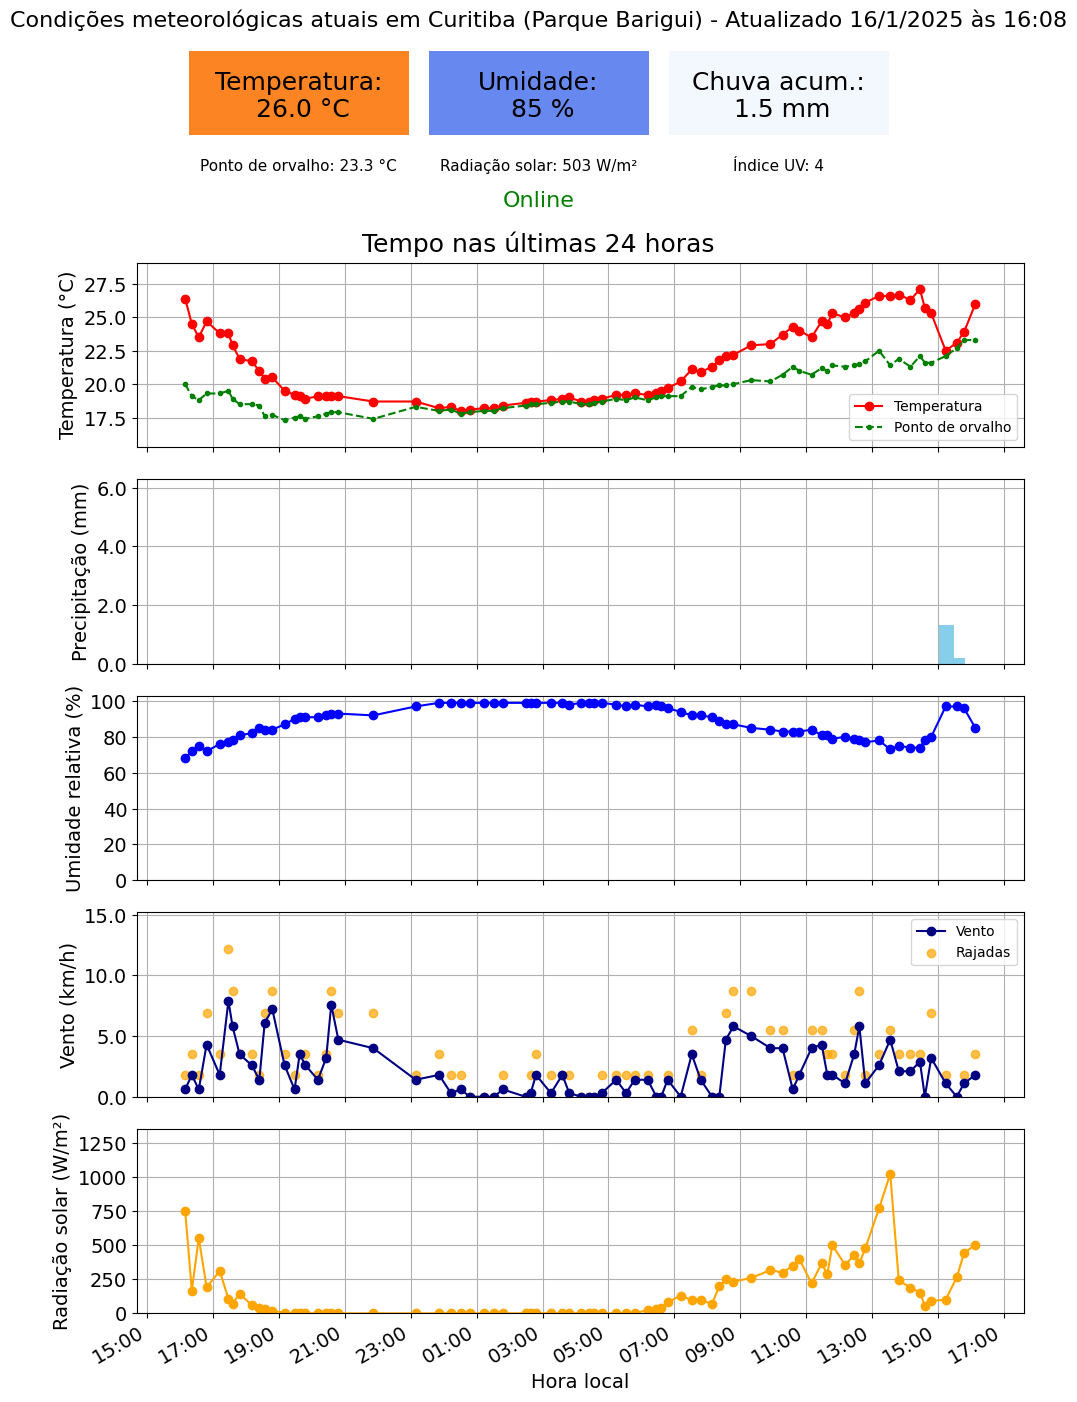 Condições meteorológicas atuais em Curitiba (Parque Barigui) - Atualizado 16/1/2025 às 16:08
Temperatura:
26.0 °C
Umidade:
85 %
Chuva acum.:
1.5 mm
Ponto de orvalho: 23.3 °C
Radiação solar: 503 W/m²
Índice UV: 4
Online
Tempo nas últimas 24 horas
Temperatura (°C)
27.5
25.0
22.5
20.0
17.5
Temperatura
Ponto de orvalho
Precipitação (mm)
6.0
4.0
2.0
0.0
Umidade relativa (%)
100
80
60
40
20
0
Vento (km/h)
15.0
10.0
5.0
0.0
Vento
Rajadas
Radiação solar (W/m²)
1250
1000
750
500
250
0
15:00
17:00
19:00
21:00
23:00
01:00
03:00
05:00
07:00
09:00
11:00
13:00
15:00
17:00
Hora local